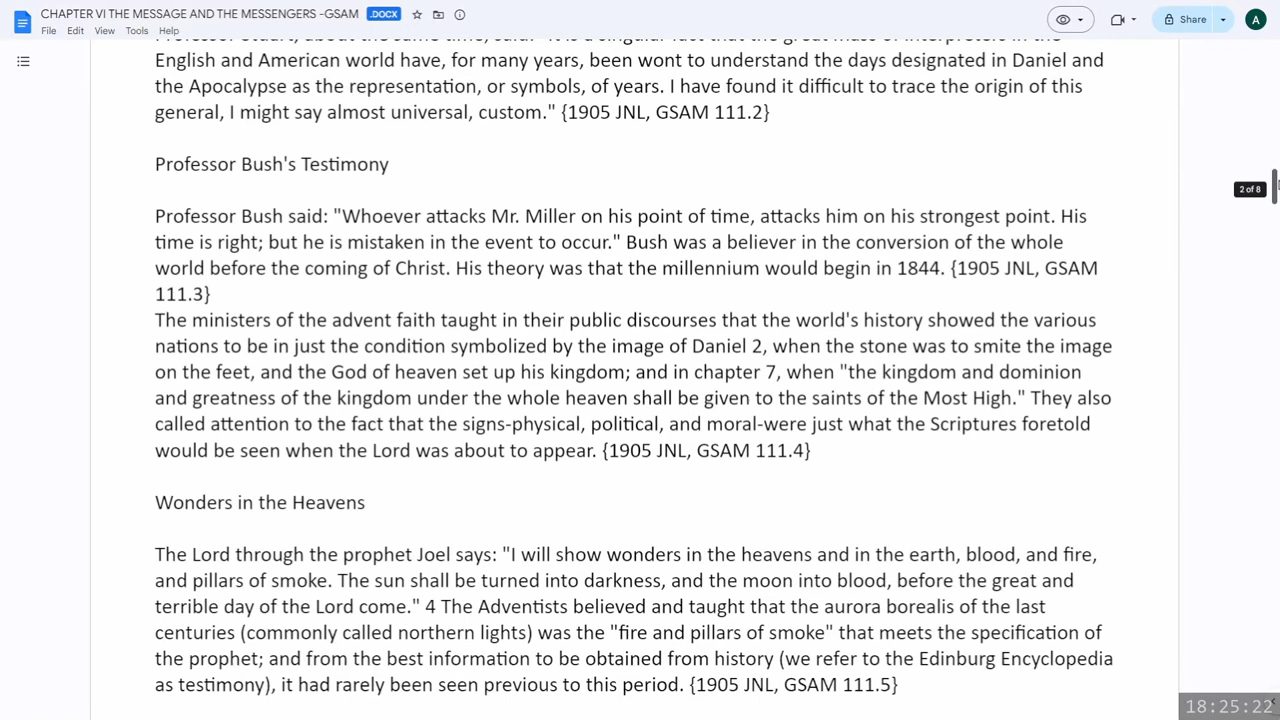 CHAPTER VI THE MESSAGE AND THE MESSENGERS -GSAM .DOCX
File Edit View Tools Help
Share
A
English and American world have, for many years, been wont to understand the days designated in Daniel and
the Apocalypse as the representation, or symbols, of years. I have found it difficult to trace the origin of this
general, I might say almost universal, custom." {1905 JNL, GSAM 111.2}
Professor Bush's Testimony
2 of 8
Professor Bush said: "Whoever attacks Mr. Miller on his point of time, attacks him on his strongest point. His
time is right; but he is mistaken in the event to occur." Bush was a believer in the conversion of the whole
world before the coming of Christ. His theory was that the millennium would begin in 1844. {1905 JNL, GSAM
111.3}
The ministers of the advent faith taught in their public discourses that the world's history showed the various
nations to be in just the condition symbolized by the image of Daniel 2, when the stone was to smite the image
on the feet, and the God of heaven set up his kingdom; and in chapter 7, when "the kingdom and dominion
and greatness of the kingdom under the whole heaven shall be given to the saints of the Most High." They also
called attention to the fact that the signs-physical, political, and moral-were just what the Scriptures foretold
would be seen when the Lord was about to appear. {1905 JNL, GSAM 111.4}
Wonders in the Heavens
The Lord through the prophet Joel says: "I will show wonders in the heavens and in the earth, blood, and fire,
and pillars of smoke. The sun shall be turned into darkness, and the moon into blood, before the great and
terrible day of the Lord come." 4 The Adventists believed and taught that the aurora borealis of the last
centuries (commonly called northern lights) was the "fire and pillars of smoke" that meets the specification of
the prophet; and from the best information to be obtained from history (we refer to the Edinburg Encyclopedia
as testimony), it had rarely been seen previous to this period. {1905 JNL, GSAM 111.5}
18:25:22